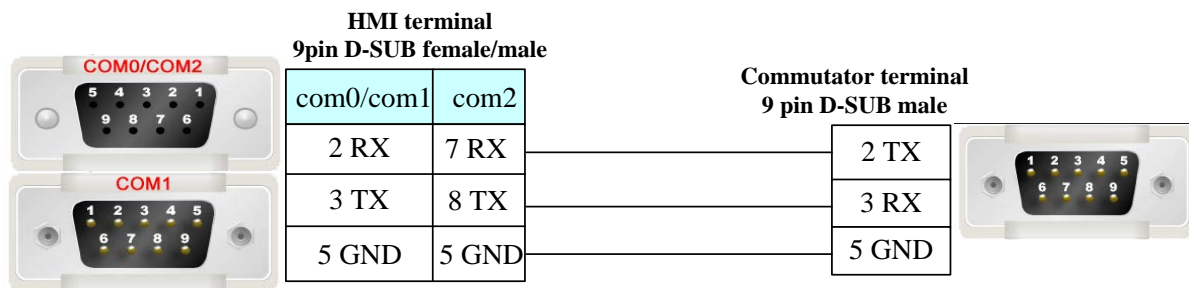 HMI terminal
9pin D-SUB female/male
COM0/COM2
5 4 3 2 1
9 8 7 6
COM1
1 2 3 4 5
6 7 8 9
com0/com1 com2
2 RX 7 RX
3 TX 8 TX
5 GND 5 GND
Commutator terminal
9 pin D-SUB male
2 TX
3 RX
5 GND
1 2 3 4 5
6 7 8 9